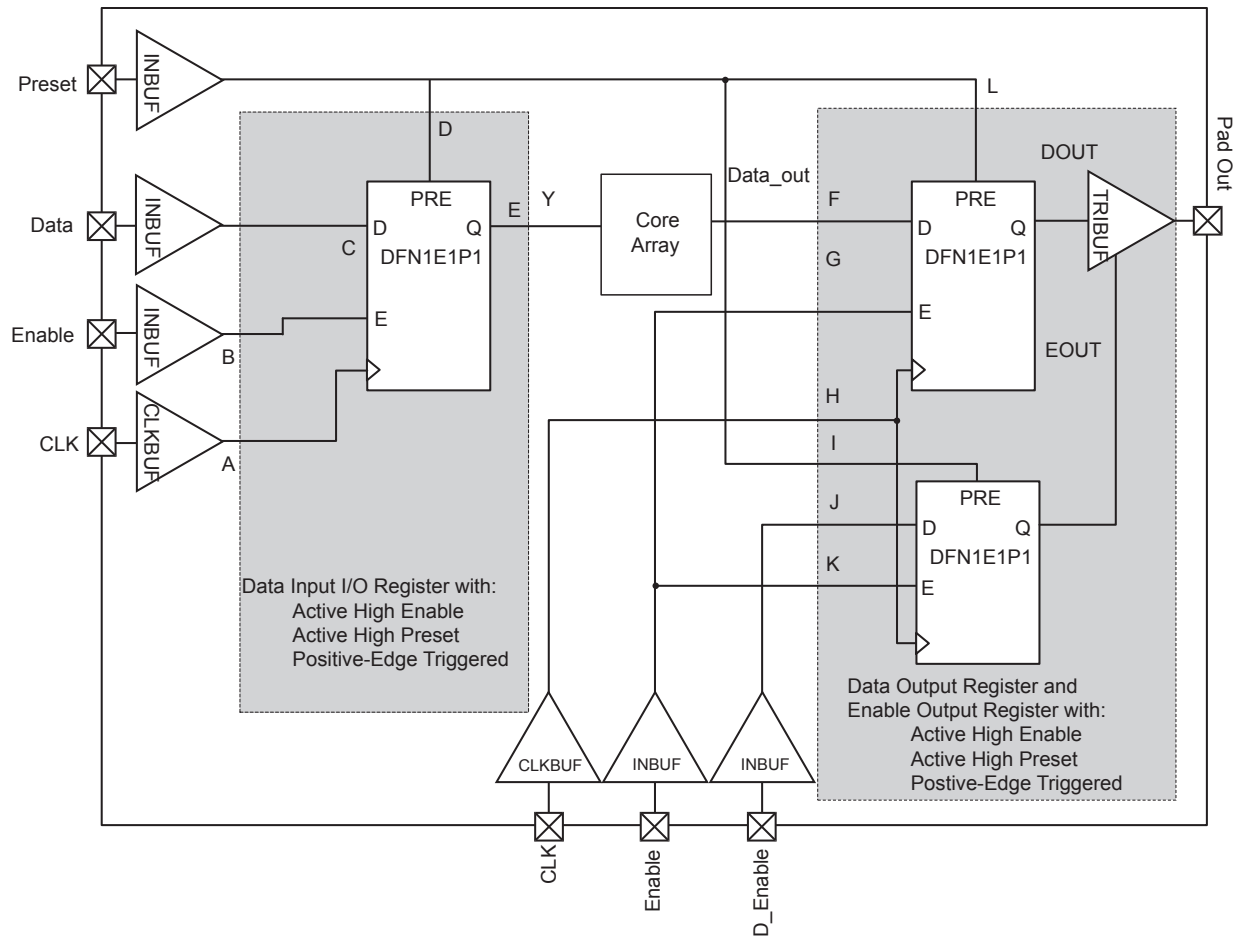 Preset
INBUF
D
L
Pad Out
Data
INBUF
C
PRE
D
Q
DFN1E1P1
E
E
Y
Core
Array
Data_out
F
G
PRE
D
Q
DFN1E1P1
E
DOUT
TRIBUF
EOUT
Enable
INBUF
B
CLK
CLKBUF
A
H
I
J
K
PRE
D
Q
DFN1E1P1
E
Data Input I/O Register with:
Active High Enable
Active High Preset
Positive-Edge Triggered
Data Output Register and
Enable Output Register with:
Active High Enable
Active High Preset
Postive-Edge Triggered
CLKBUF
INBUF
INBUF
CLK
Enable
D_Enable